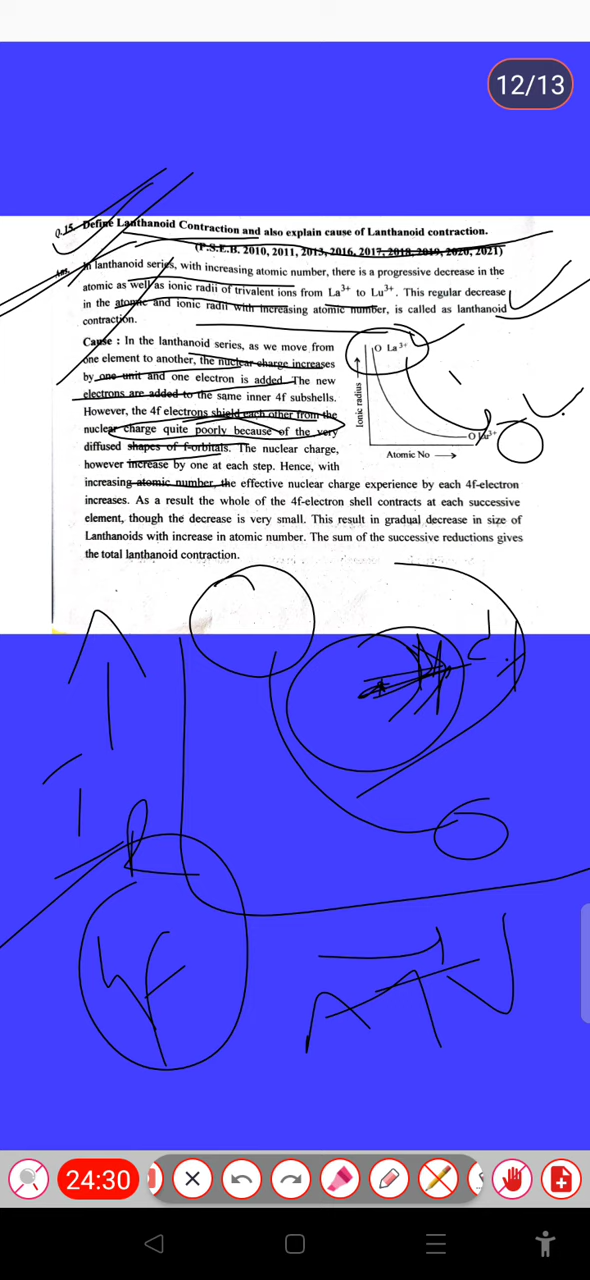 12/13
Q.15. Define Lanthanoid Contraction and also explain cause of Lanthanoid contraction.
(P.S.E.B. 2010, 2011, 2013, 2016, 2017, 2018, 2019, 2020, 2021)
Ans. In lanthanoid series, with increasing atomic number, there is a progressive decrease in the
atomic as well as ionic radii of trivalent ions from La3+ to Lu3+. This regular decrease
in the atomic and ionic radii with increasing atomic number, is called as lanthanoid
contraction.
Cause : In the lanthanoid series, as we move from
one element to another, the nuclear charge increases
by one unit and one electron is added. The new
electrons are added to the same inner 4f subshells.
However, the 4f electrons shield each other from the
nuclear charge quite poorly because of the very
diffused shapes of f-orbitals. The nuclear charge,
however increase by one at each step. Hence, with
increasing atomic number, the effective nuclear charge experience by each 4f-electron
increases. As a result the whole of the 4f-electron shell contracts at each successive
element, though the decrease is very small. This result in gradual decrease in size of
Lanthanoids with increase in atomic number. The sum of the successive reductions gives
the total lanthanoid contraction.
O La3+
Ionic radius
O Lu3+
Atomic No
I R
4f
A N
24:30